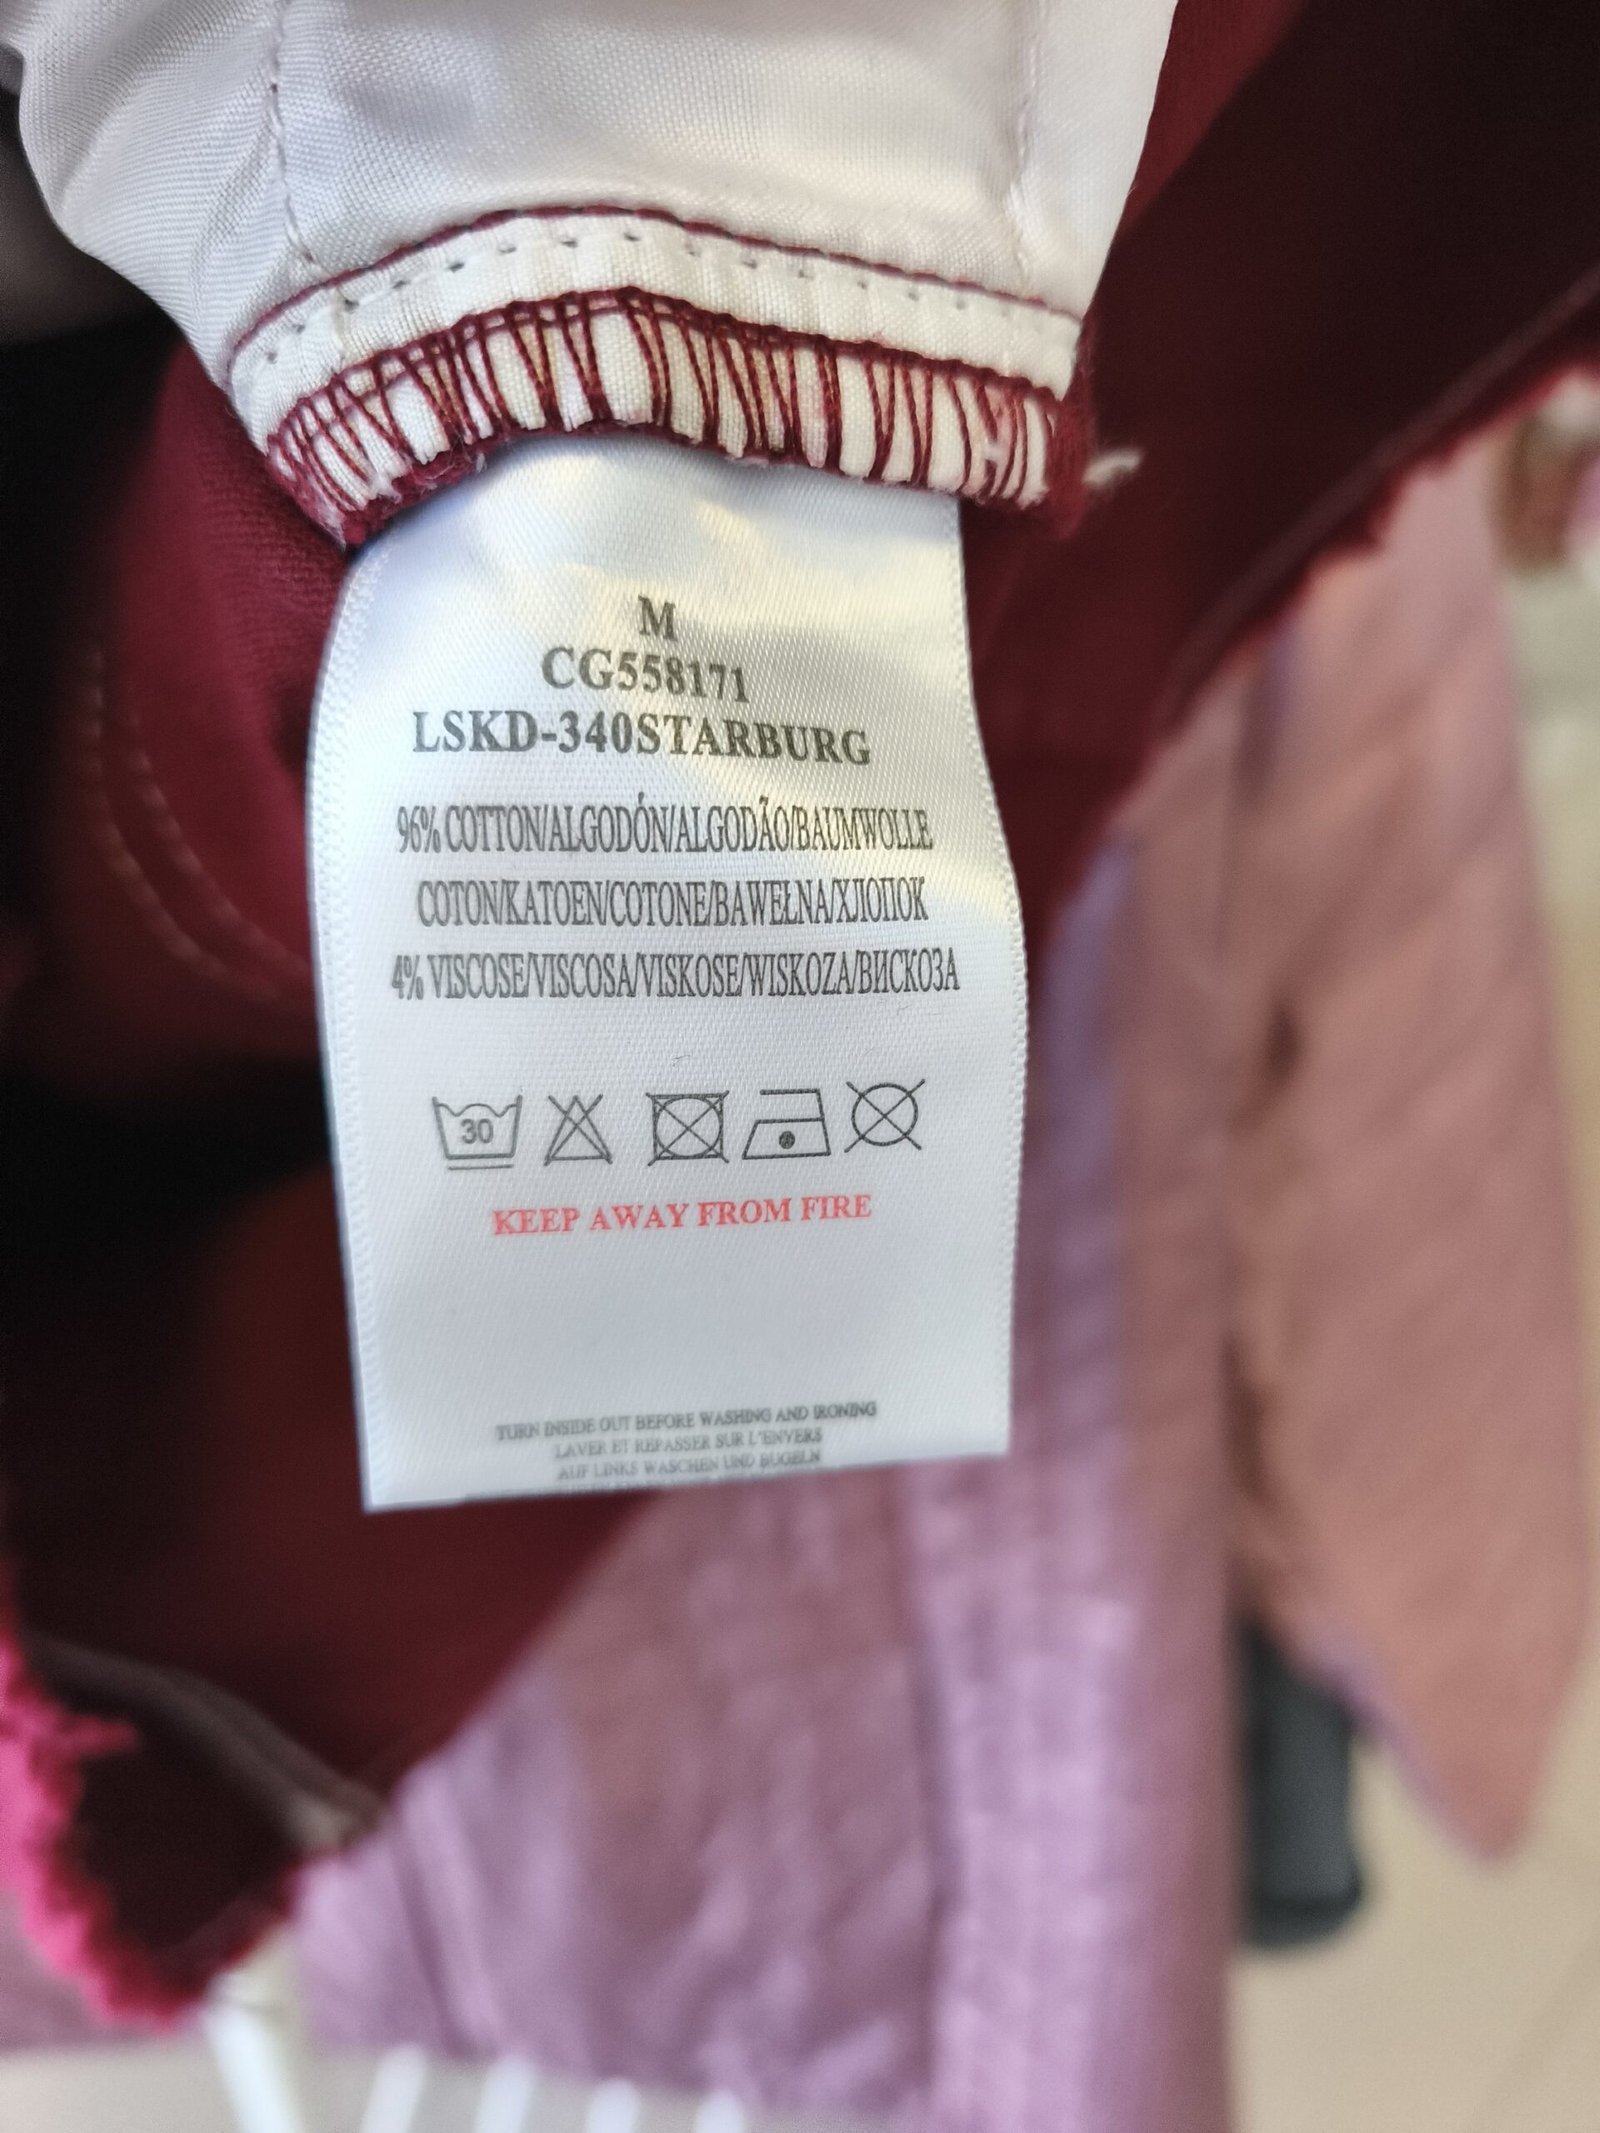 M
CG558171
LSKD-340STARBURG
96% COTTON/ALGODÓN/ALGODÃO/BAUMWOLLE
COTON/KATOEN/COTONE/BAWEŁNA/ХЛОПОК
4% VISCOSE/VISCOSA/VISKOSE/WISKOZA/ВИСКОЗА
30
KEEP AWAY FROM FIRE
TURN INSIDE OUT BEFORE WASHING AND IRONING
LAVER ET REPASSER SUR L'ENVERS
AUF LINKS WASCHEN UND BUGELN